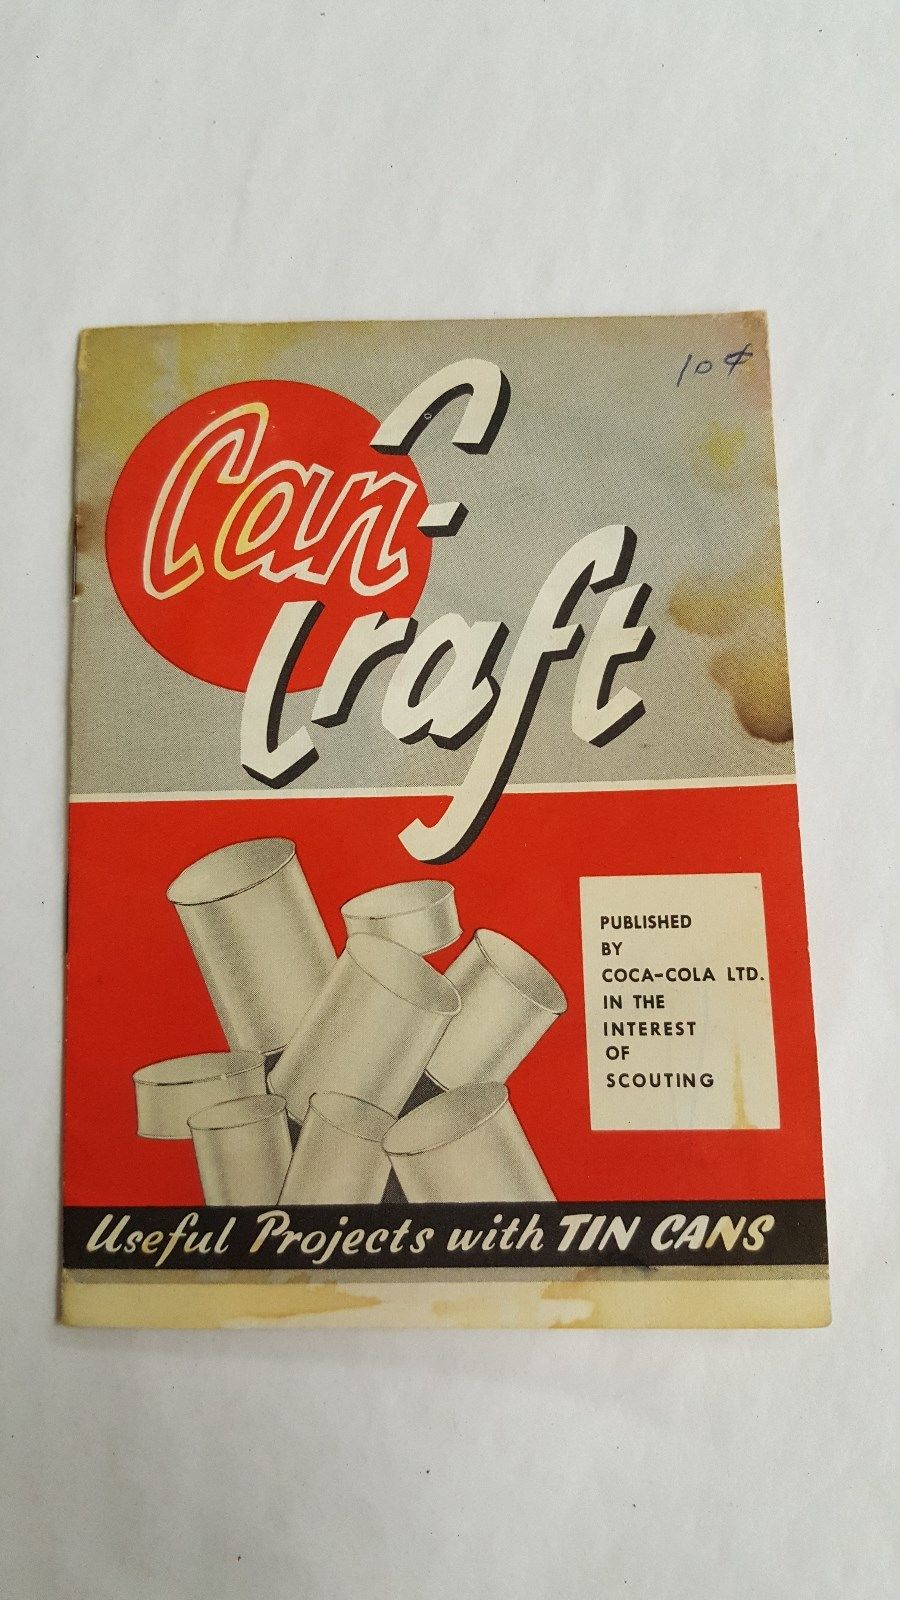 10¢
Can-
Craft
PUBLISHED
BY
COCA-COLA LTD.
IN THE
INTEREST
OF
SCOUTING
Useful Projects with TIN CANS